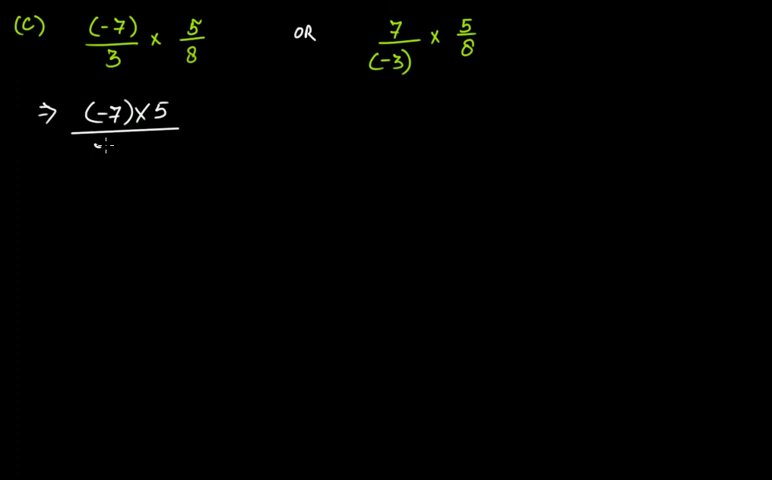 (C) (-7)/3 × 5/8 OR 7/(-3) × 5/8
⇒ (-7)×5